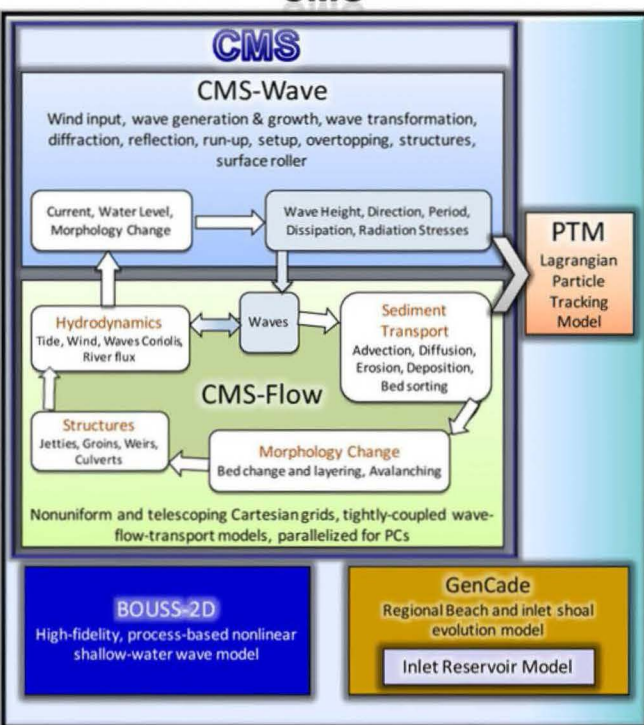 CMS
CMS-Wave
Wind input, wave generation & growth, wave transformation,
diffraction, reflection, run-up, setup, overtopping, structures,
surface roller
Current, Water Level,
Morphology Change
Wave Height, Direction, Period,
Dissipation, Radiation Stresses
PTM
Lagrangian
Particle
Tracking
Model
Hydrodynamics
Tide, Wind, Waves Coriolis,
River flux
Waves
Sediment
Transport
Advection, Diffusion,
Erosion, Deposition,
Bed sorting
CMS-Flow
Structures
Jetties, Groins, Weirs,
Culverts
Morphology Change
Bed change and layering, Avalanching
Nonuniform and telescoping Cartesian grids, tightly-coupled wave-
flow-transport models, parallelized for PCs
BOUSS-2D
High-fidelity, process-based nonlinear
shallow-water wave model
GenCade
Regional Beach and inlet shoal
evolution model
Inlet Reservoir Model